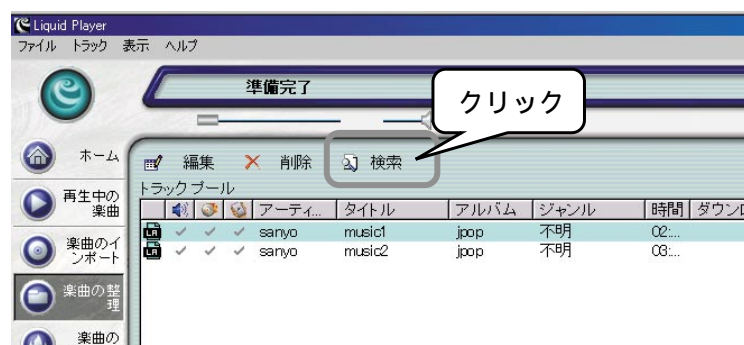 Liquid Player
ファイル トラック 表示 ヘルプ
準備完了
クリック
ホーム
編集 削除 検索
トラックプール
再生中の
楽曲
アーティ... タイトル アルバム ジャンル 時間 ダウンロ
sanyo music1 jpop 不明 02:...
sanyo music2 jpop 不明 03:...
楽曲のイ
ンポート
楽曲の整
理
楽曲の